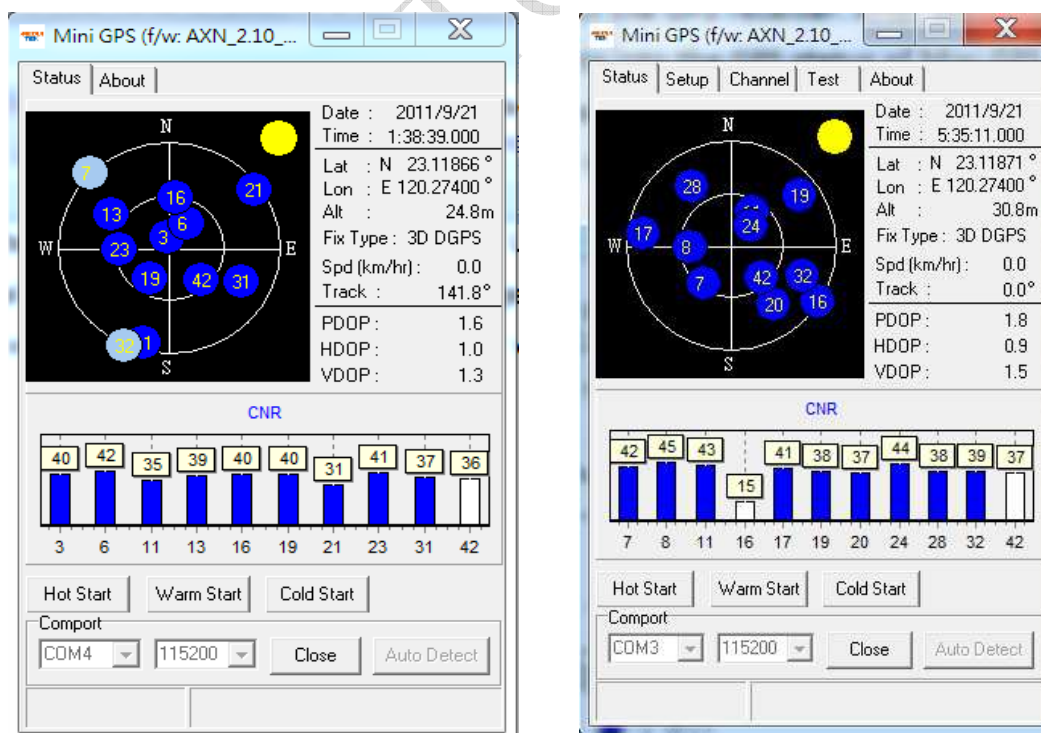 Mini GPS (f/w: AXN_2.10_...
Status About
N
7
21
16
13
6
3
W
23
E
19
42
31
32
1
S
Date : 2011/9/21
Time : 1:38:39.000
Lat : N 23.11866 °
Lon : E 120.27400 °
Alt : 24.8m
Fix Type : 3D DGPS
Spd (km/hr) : 0.0
Track : 141.8°
PDOP : 1.6
HDOP : 1.0
VDOP : 1.3
CNR
40 42 35 39 40 40 31 41 37 36
3 6 11 13 16 19 21 23 31 42
Hot Start Warm Start Cold Start
Comport
COM4 115200 Close Auto Detect
Mini GPS (f/w: AXN_2.10_...
Status Setup Channel Test About
N
28
19
24
17
W
8
E
7
42
32
20
16
S
Date : 2011/9/21
Time : 5:35:11.000
Lat : N 23.11871 °
Lon : E 120.27400 °
Alt : 30.8m
Fix Type : 3D DGPS
Spd (km/hr) : 0.0
Track : 0.0°
PDOP : 1.8
HDOP : 0.9
VDOP : 1.5
CNR
42 45 43 15 41 38 37 44 38 39 37
7 8 11 16 17 19 20 24 28 32 42
Hot Start Warm Start Cold Start
Comport
COM3 115200 Close Auto Detect